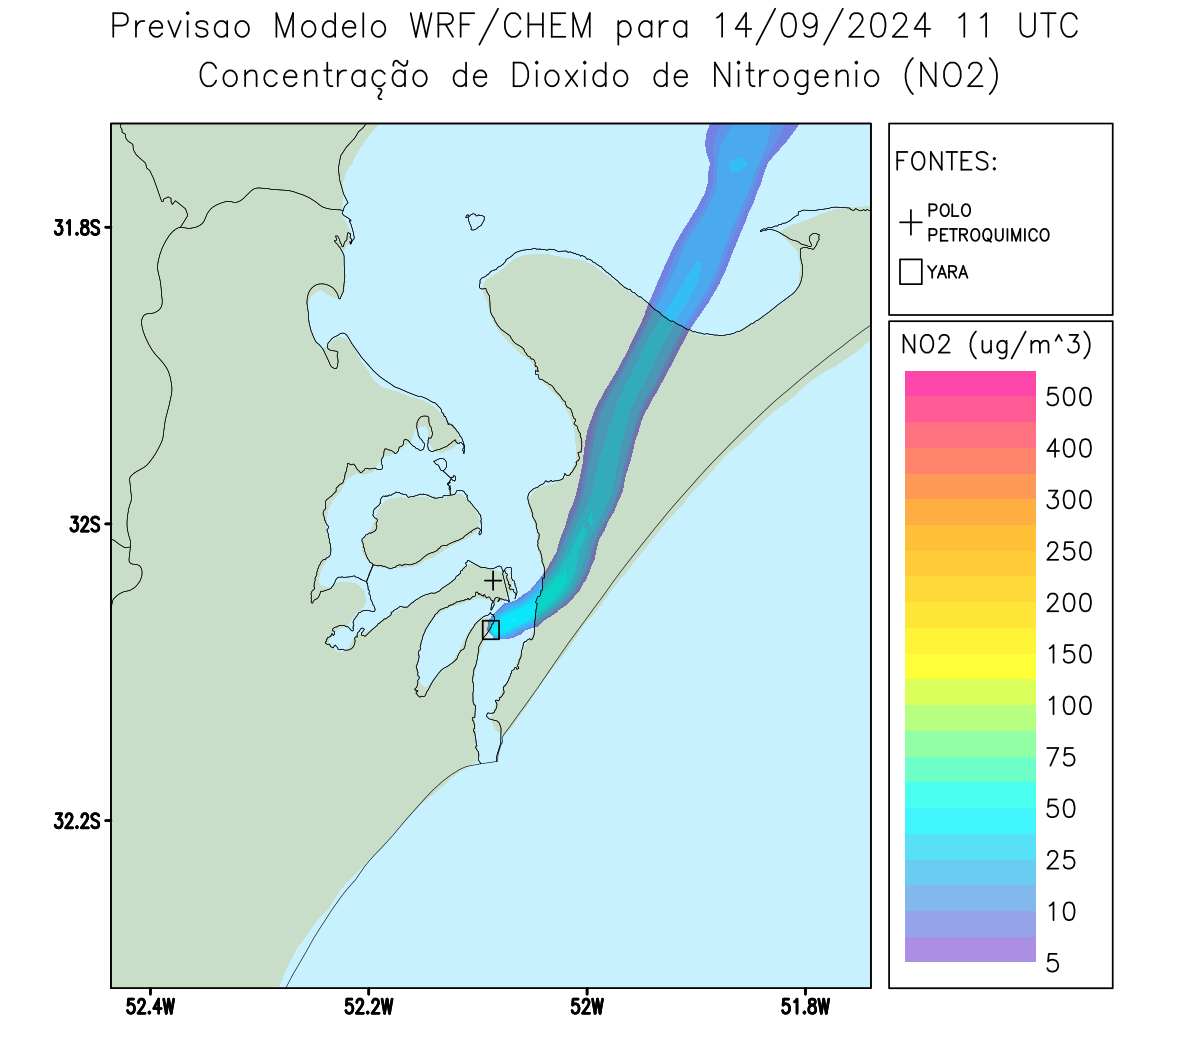 Previsao Modelo WRF/CHEM para 14/09/2024 11 UTC
Concentração de Dioxido de Nitrogenio (NO2)
FONTES:
POLO
PETROQUIMICO
YARA
NO2 (ug/m^3)
500
400
300
250
200
150
100
75
50
25
10
5
31.8S
32S
32.2S
52.4W
52.2W
52W
51.8W